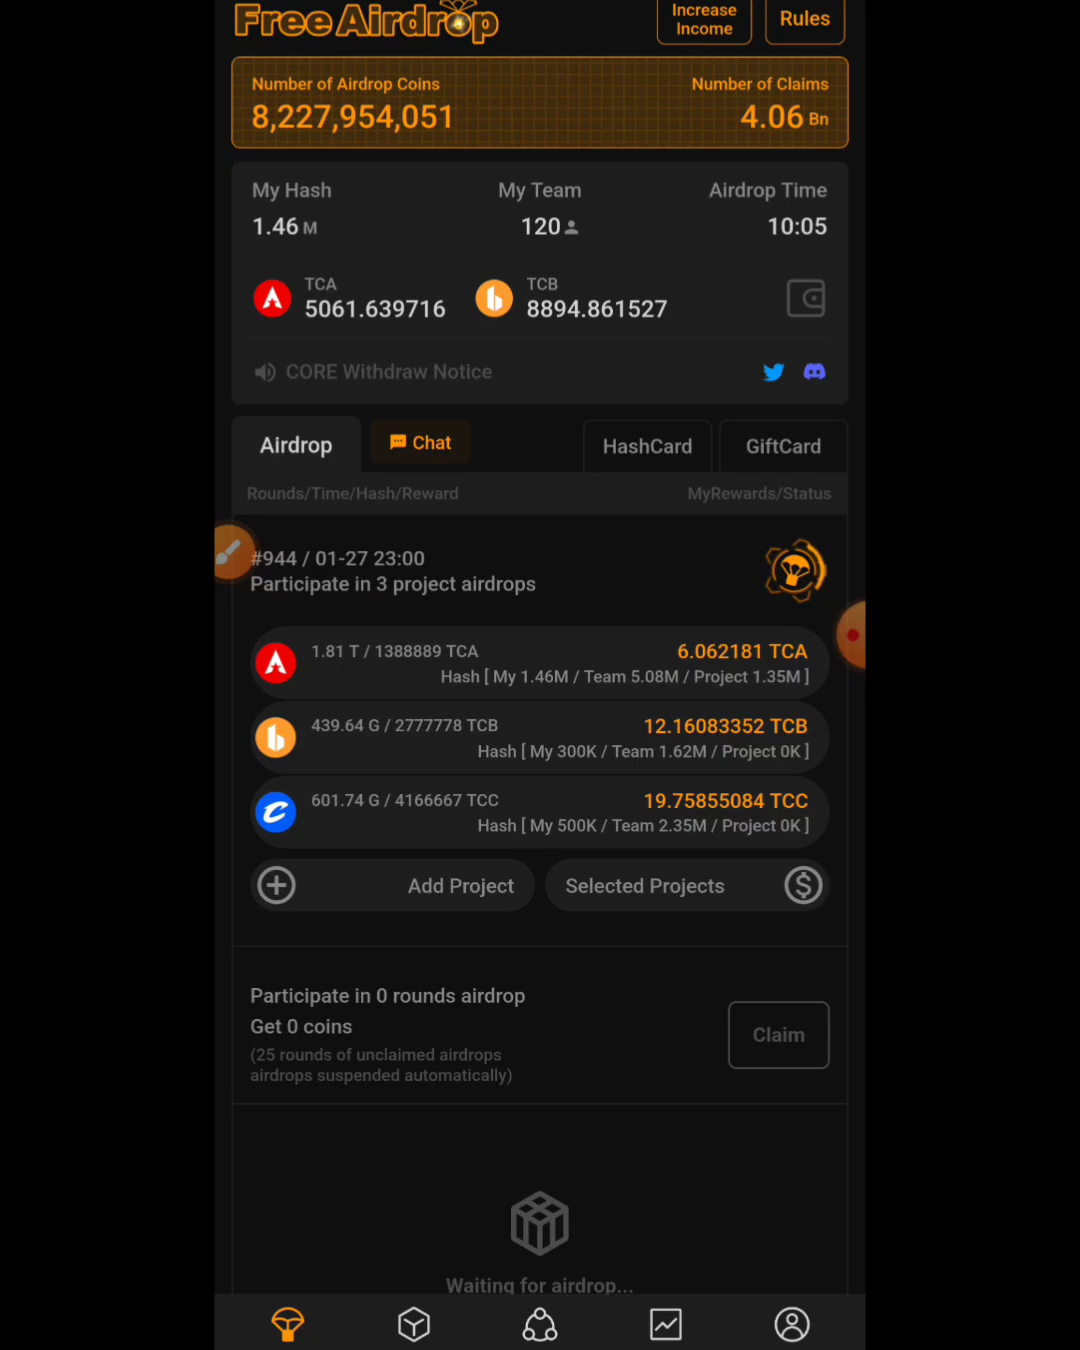 Free Airdrop
Increase
Income
Rules
Number of Airdrop Coins
Number of Claims
8,227,954,051
4.06 Bn
My Hash
My Team
Airdrop Time
1.46 M
120
10:05
TCA
5061.639716
TCB
8894.861527
CORE Withdraw Notice
Airdrop
Chat
HashCard
GiftCard
Rounds/Time/Hash/Reward
MyRewards/Status
#944 / 01-27 23:00
Participate in 3 project airdrops
1.81 T / 1388889 TCA
6.062181 TCA
Hash [ My 1.46M / Team 5.08M / Project 1.35M ]
439.64 G / 2777778 TCB
12.16083352 TCB
Hash [ My 300K / Team 1.62M / Project 0K ]
601.74 G / 4166667 TCC
19.75855084 TCC
Hash [ My 500K / Team 2.35M / Project 0K ]
Add Project
Selected Projects
Participate in 0 rounds airdrop
Get 0 coins
(25 rounds of unclaimed airdrops
airdrops suspended automatically)
Claim
Waiting for airdrop...